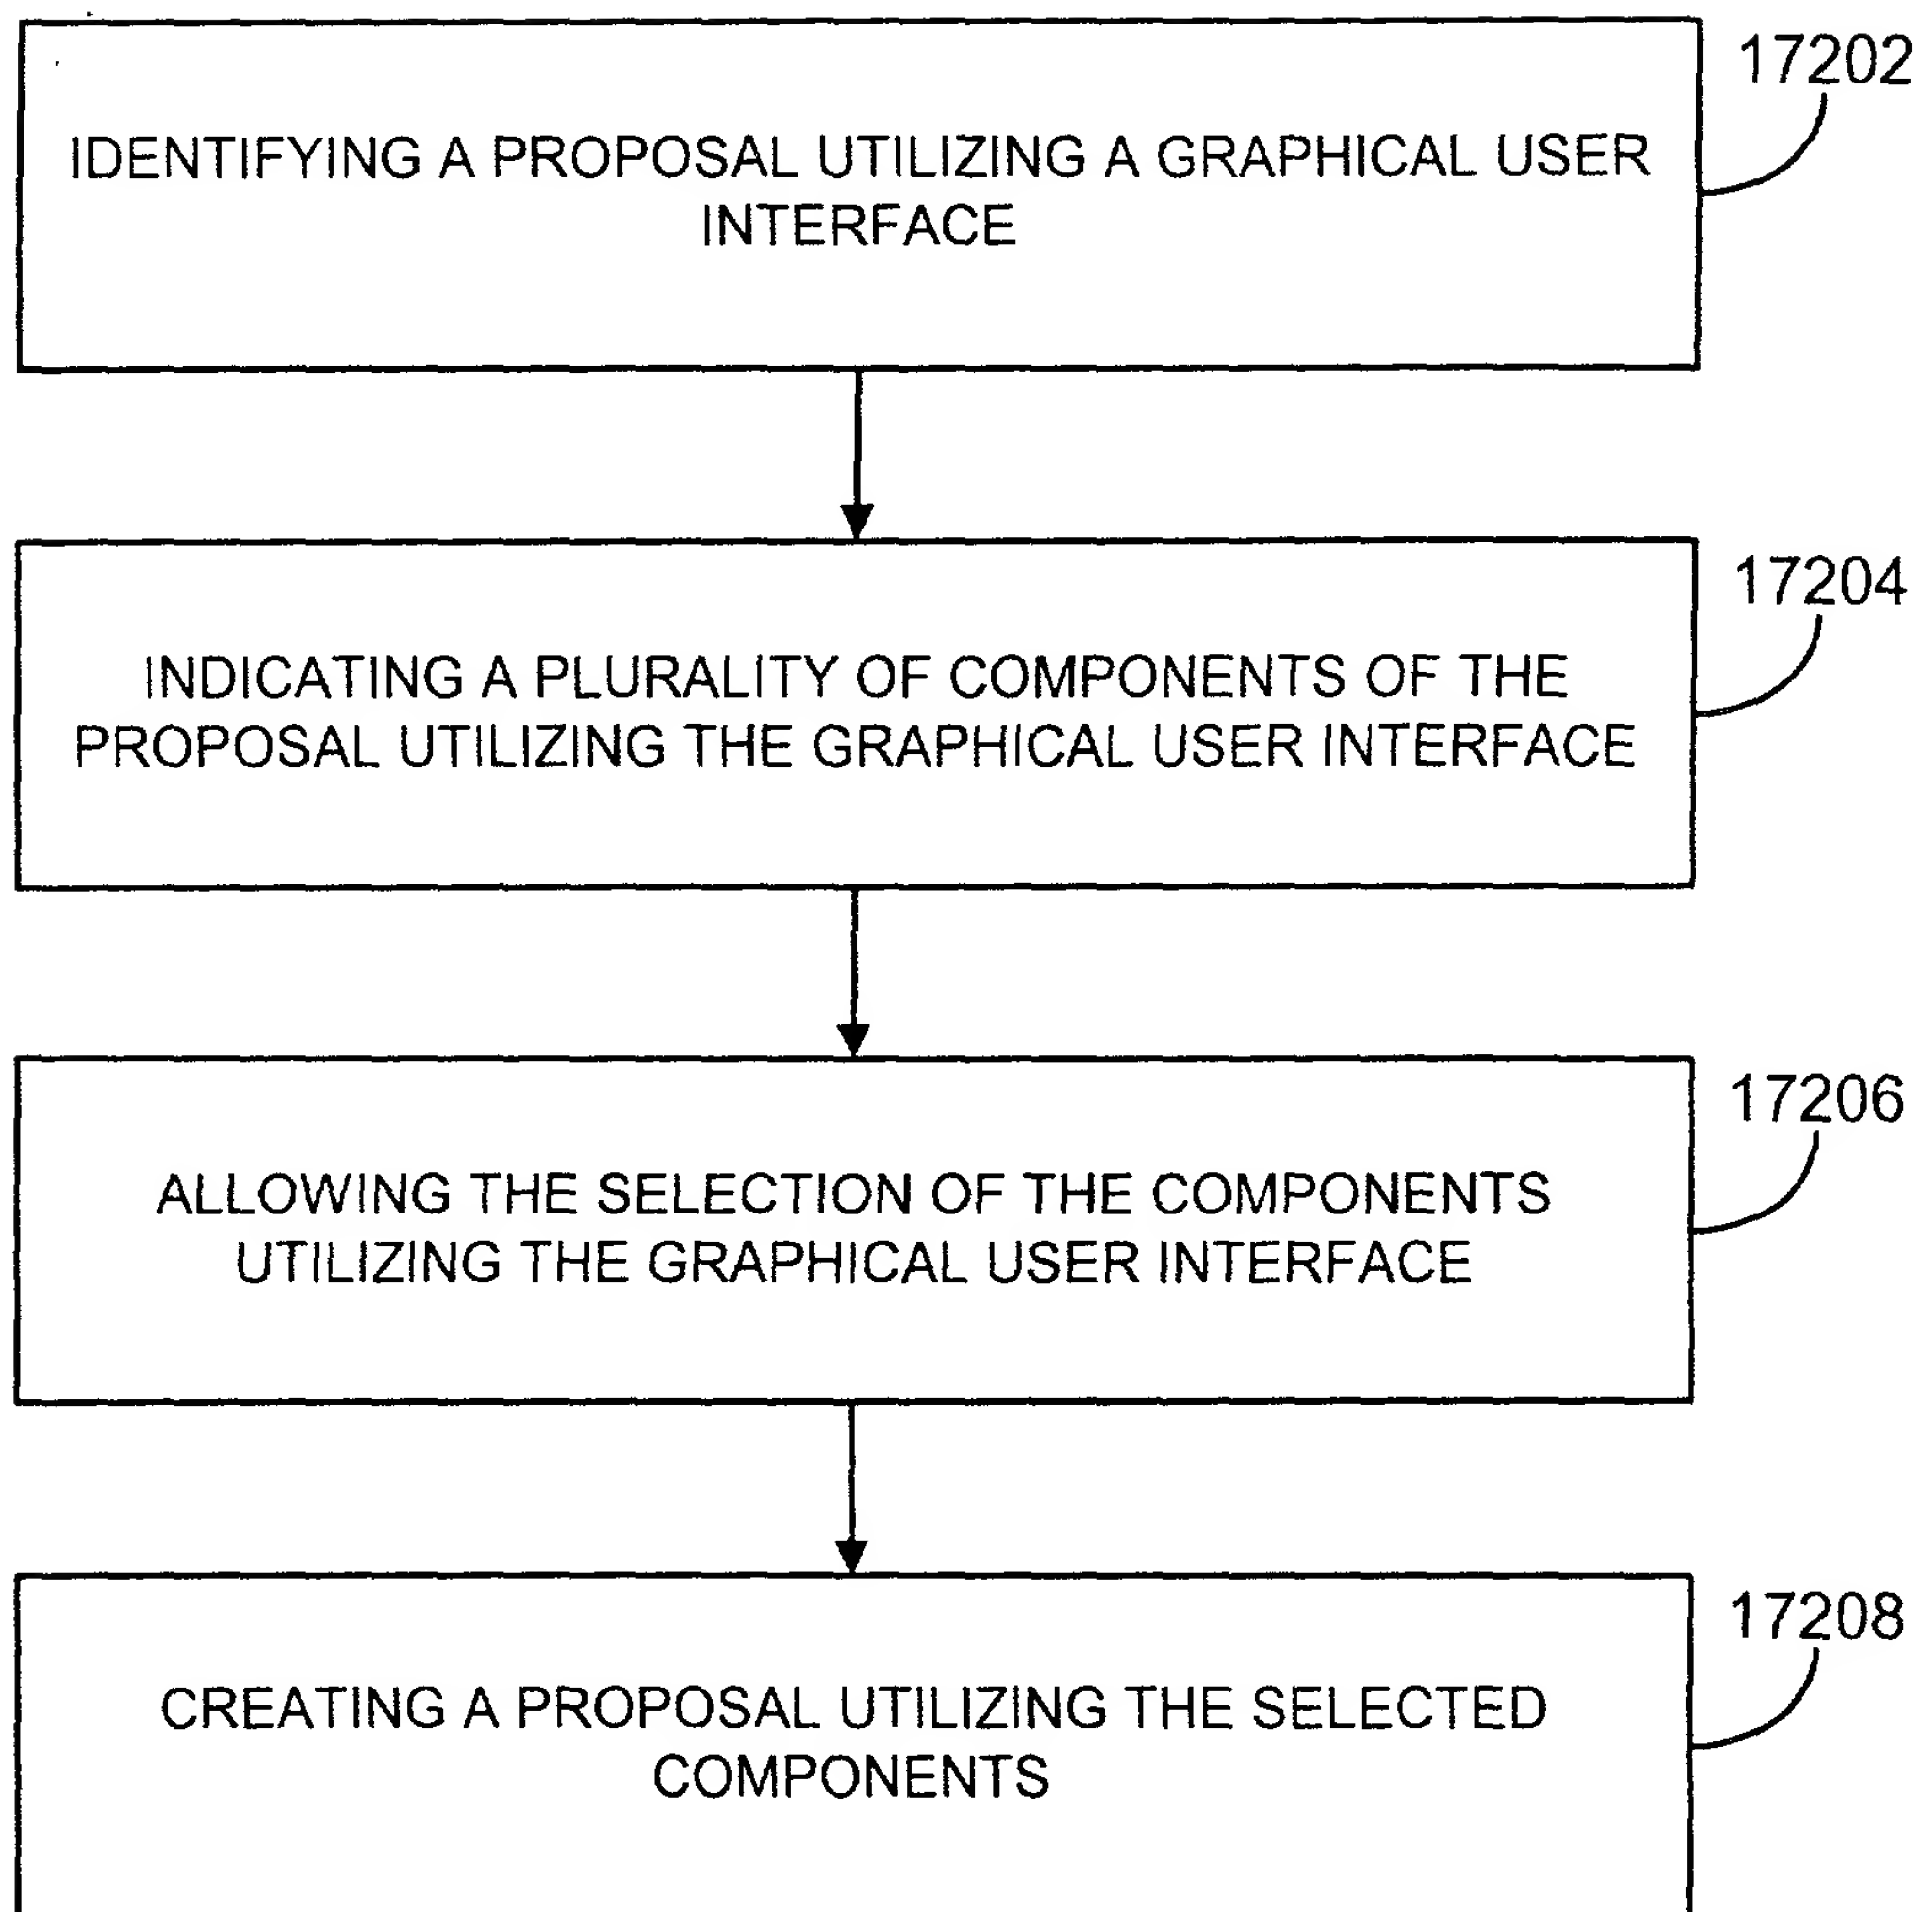 17202
IDENTIFYING A PROPOSAL UTILIZING A GRAPHICAL USER
INTERFACE
17204
INDICATING A PLURALITY OF COMPONENTS OF THE
PROPOSAL UTILIZING THE GRAPHICAL USER INTERFACE
17206
ALLOWING THE SELECTION OF THE COMPONENTS
UTILIZING THE GRAPHICAL USER INTERFACE
17208
CREATING A PROPOSAL UTILIZING THE SELECTED
COMPONENTS